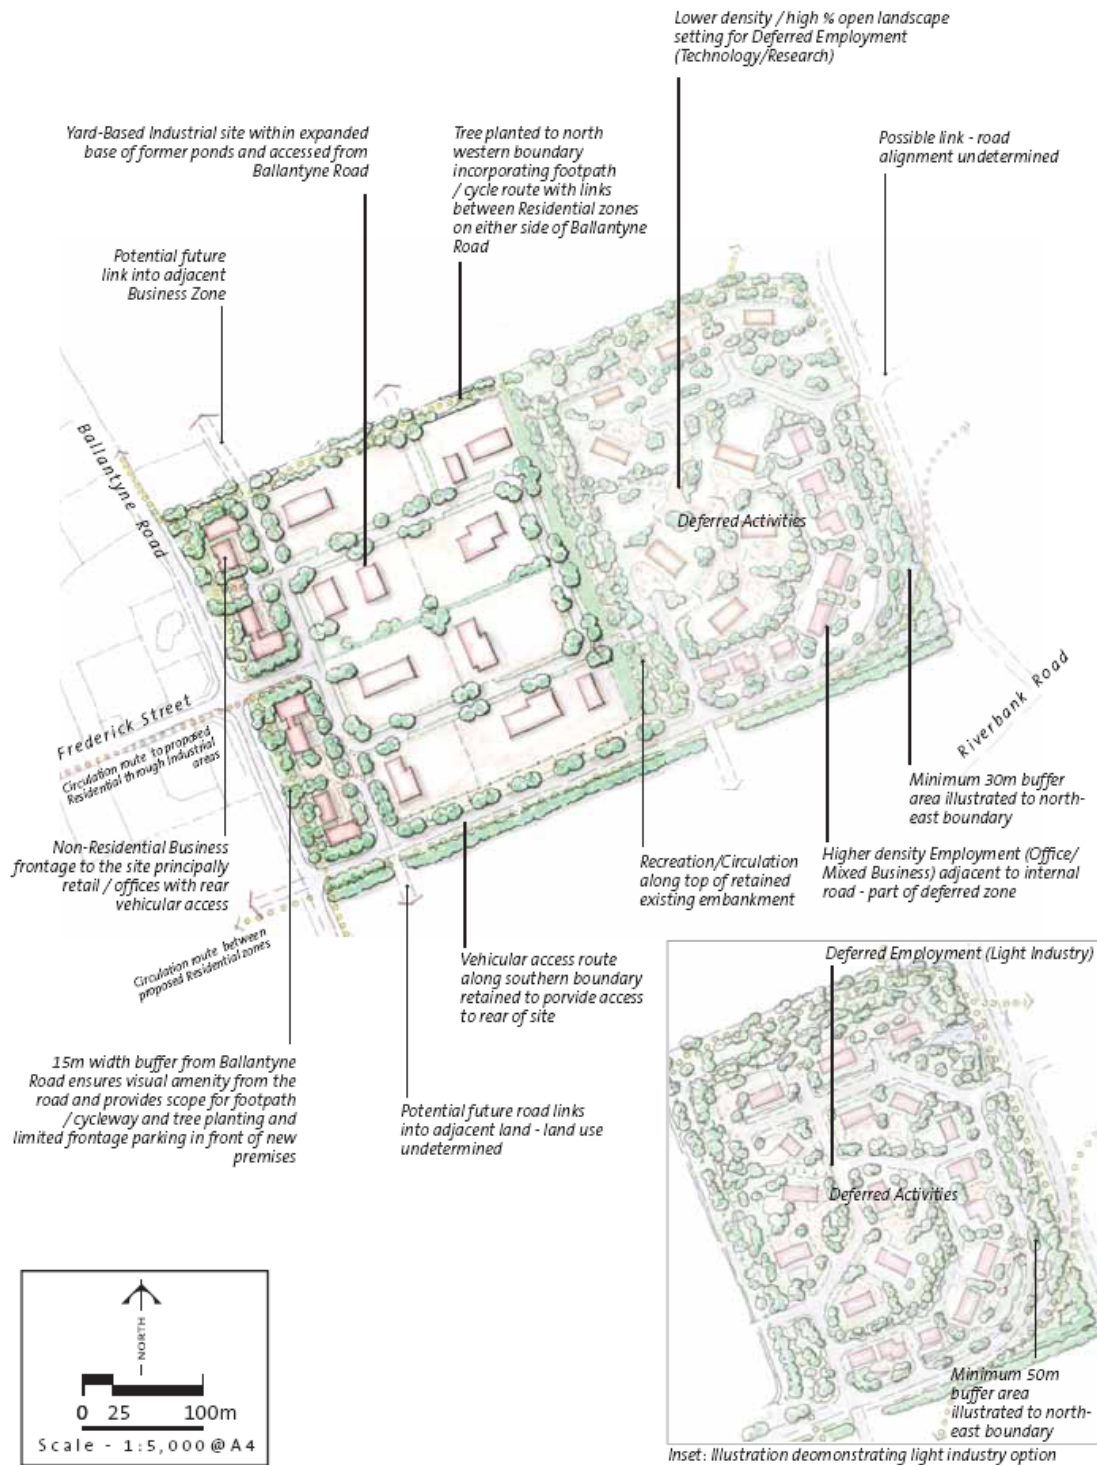 Lower density / high % open landscape
setting for Deferred Employment
(Technology/Research)
Yard-Based Industrial site within expanded
base of former ponds and accessed from
Ballantyne Road
Tree planted to north
western boundary
incorporating footpath
/ cycle route with links
between Residential zones
on either side of Ballantyne
Road
Possible link - road
alignment undetermined
Potential future
link into adjacent
Business Zone
Ballantyne Road
Deferred Activities
Frederick Street
Circulation route to proposed
Residential through Industrial
areas
Riverbank Road
Non-Residential Business
frontage to the site principally
retail / offices with rear
vehicular access
Circulation route between
proposed Residential zones
Minimum 30m buffer
area illustrated to north-
east boundary
Recreation/Circulation
along top of retained
existing embankment
Higher density Employment (Office/
Mixed Business) adjacent to internal
road - part of deferred zone
Vehicular access route
along southern boundary
retained to porvide access
to rear of site
15m width buffer from Ballantyne
Road ensures visual amenity from the
road and provides scope for footpath
/cycleway and tree planting and
limited frontage parking in front of new
premises
Potential future road links
into adjacent land - land use
undetermined
Deferred Employment (Light Industry)
Deferred Activities
Minimum 50m
buffer area
illustrated to north-
east boundary
Inset: Illustration deomonstrating light industry option
NORTH
0 25 100m
Scale - 1:5,000 @ A4